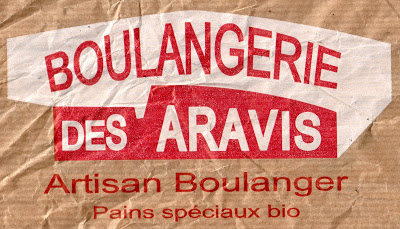 BOULANGERIE
DES ARAVIS
Artisan Boulanger
Pains spéciaux bio